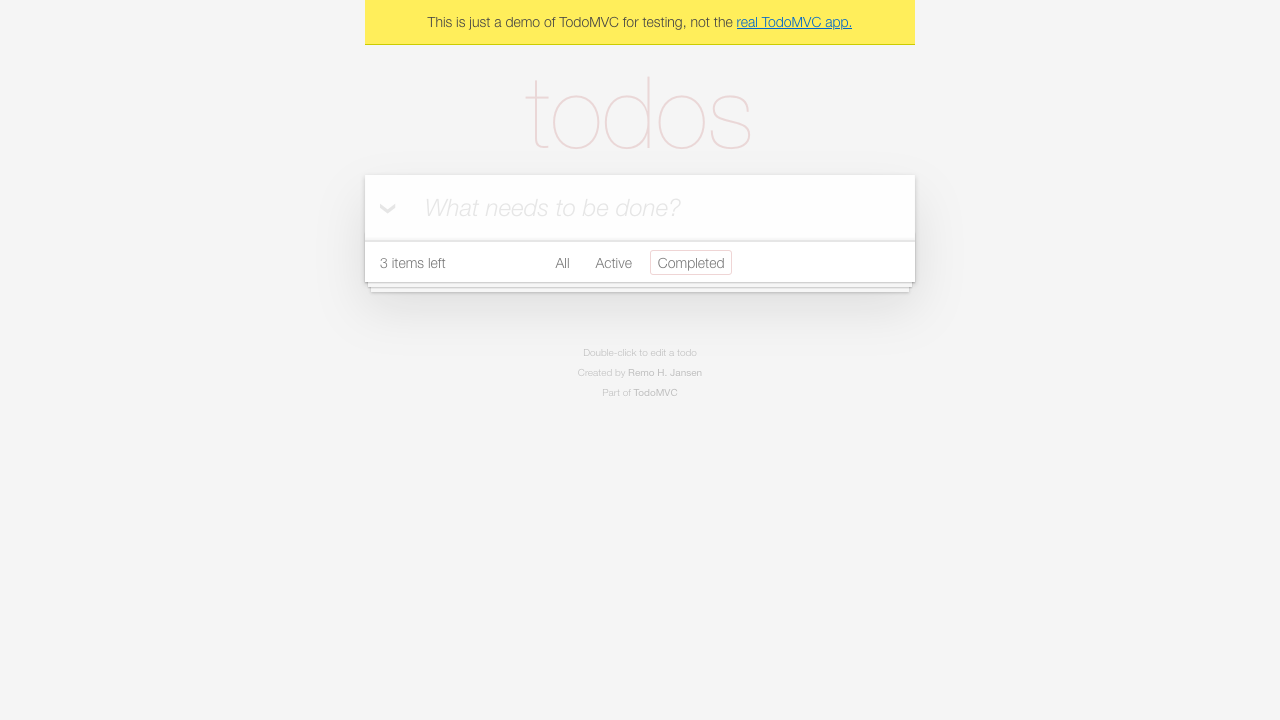 This is just a demo of TodoMVC for testing, not the real TodoMVC app.
todos
What needs to be done?
3 items left All Active Completed
Double-click to edit a todo
Created by Remo H. Jansen
Part of TodoMVC